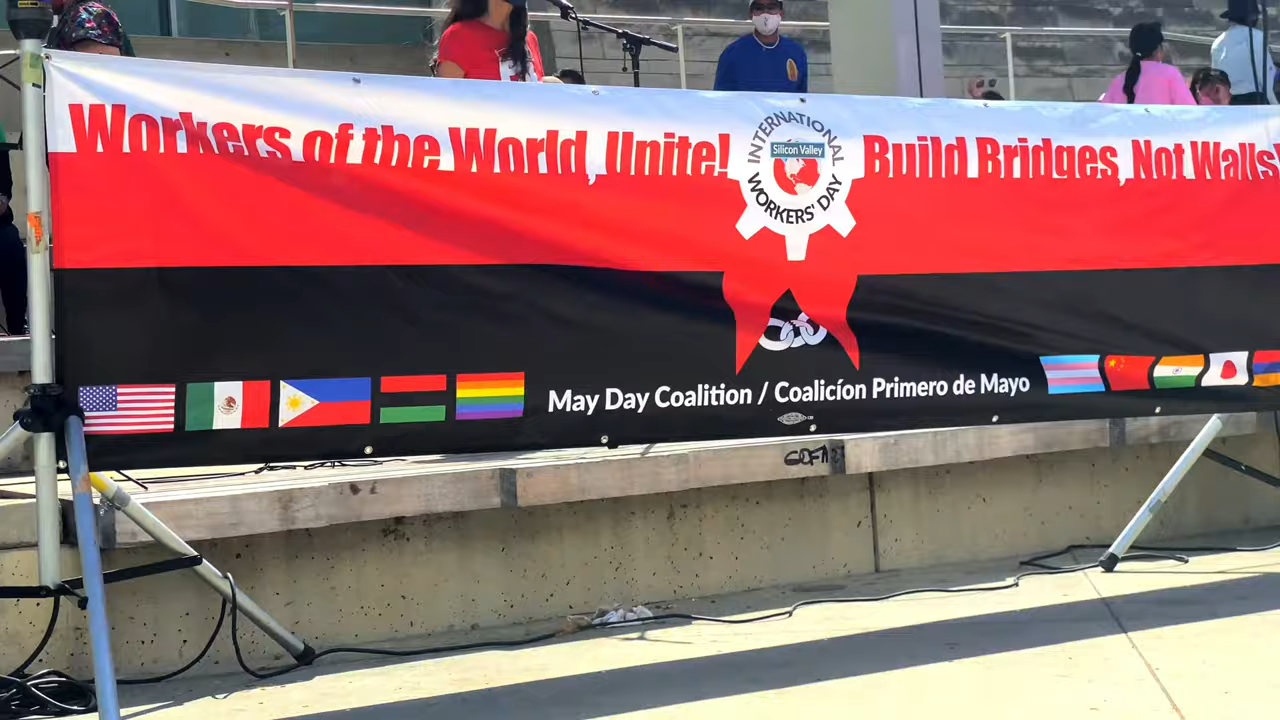 Workers of the World, Unite!
INTERNATIONAL
Silicon Valley
WORKERS' DAY
Build Bridges, Not Walls!
May Day Coalition / Coalicíon Primero de Mayo